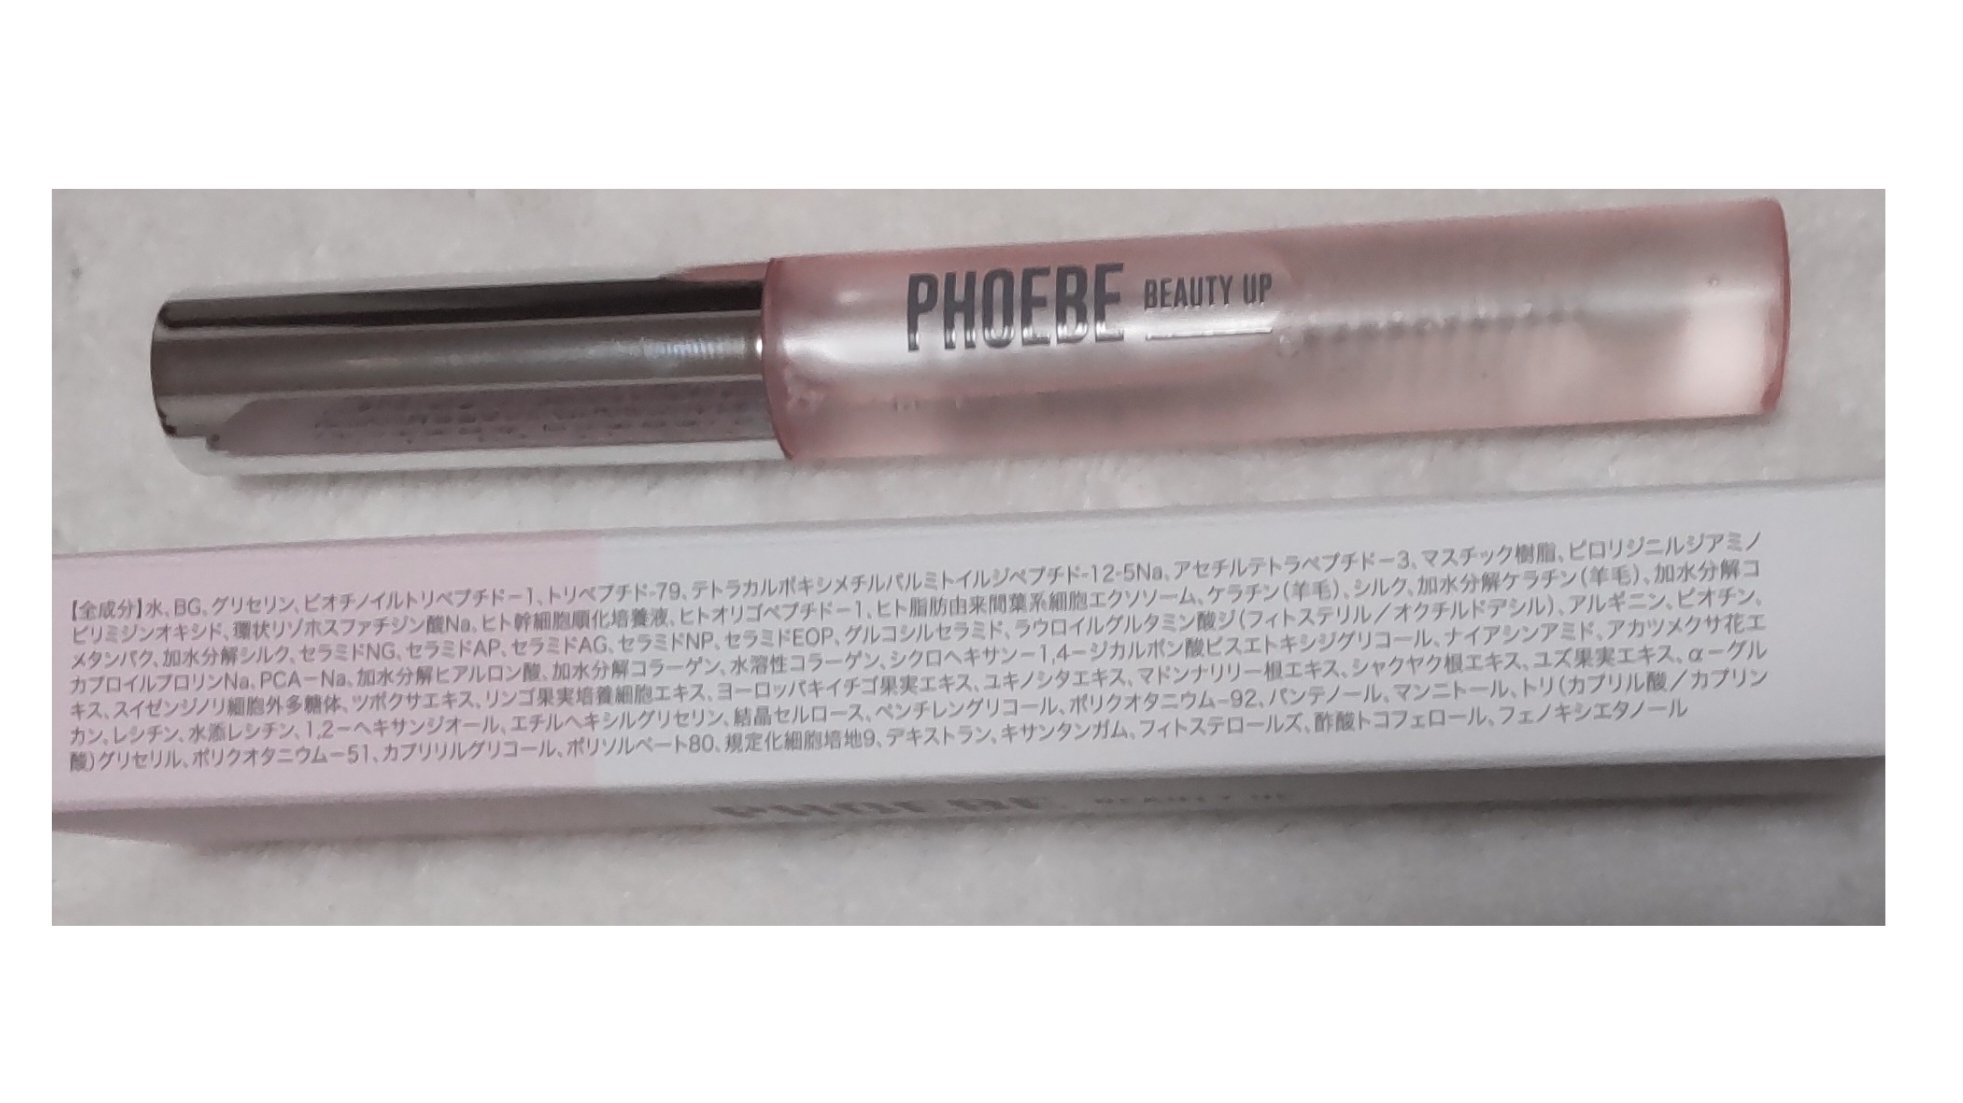 PHOEBE BEAUTY UP
【全成分】水、BG、グリセリン、ビオチノイルトリペプチド－1、トリペプチド-79、テトラカルボキシメチルパルミトイルジペプチド-12-5Na、アセチルテトラペプチド－3、マスチック樹脂、ピロリジニルジアミノ
ピリミジンオキシド、環状リゾホスファチジン酸Na、ヒト幹細胞順化培養液、ヒトオリゴペプチド－1、ヒト脂肪由来間葉系細胞エクソソーム、ケラチン(羊毛)、シルク、加水分解ケラチン(羊毛)、加水分解コ
メタンパク、加水分解シルク、セラミドNG、セラミドAP、セラミドAG、セラミドNP、セラミドEOP、グルコシルセラミド、ラウロイルグルタミン酸ジ(フィトステリル／オクチルドデシル)、アルギニン、ビオチン、
カプロイルプロリンNa、PCA－Na、加水分解ヒアルロン酸、加水分解コラーゲン、水溶性コラーゲン、シクロヘキサン－1,4－ジカルボン酸ビスエトキシジグリコール、ナイアシンアミド、アカツメクサ花エ
キス、スイゼンジノリ細胞外多糖体、ツボクサエキス、リンゴ果実培養細胞エキス、ヨーロッパキイチゴ果実エキス、ユキノシタエキス、マドンナリリー根エキス、シャクヤク根エキス、ユズ果実エキス、α－グル
カン、レシチン、水添レシチン、1,2－ヘキサンジオール、エチルヘキシルグリセリン、結晶セルロース、ペンチレングリコール、ポリクオタニウム－92、パンテノール、マンニトール、トリ(カプリル酸／カプリン
酸)グリセリル、ポリクオタニウム－51、カプリリルグリコール、ポリソルベート80、規定化細胞培地9、デキストラン、キサンタンガム、フィトステロールズ、酢酸トコフェロール、フェノキシエタノール
PHOEBE BEAUTY UP